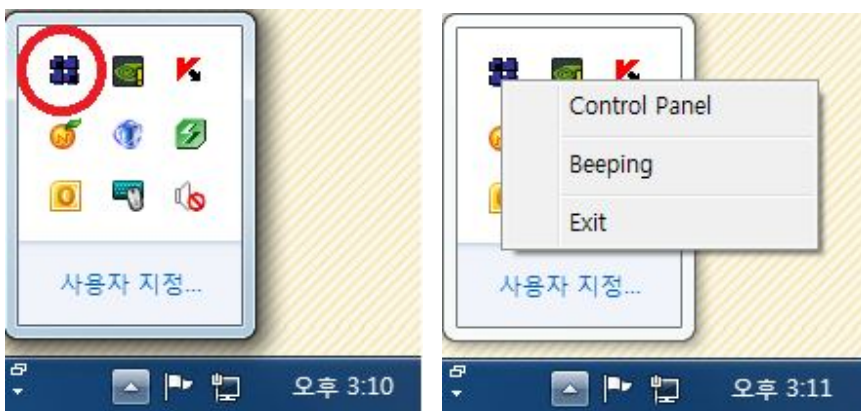 사용자 지정...
오후 3:10
Control Panel
Beeping
Exit
사용자 지정...
오후 3:11